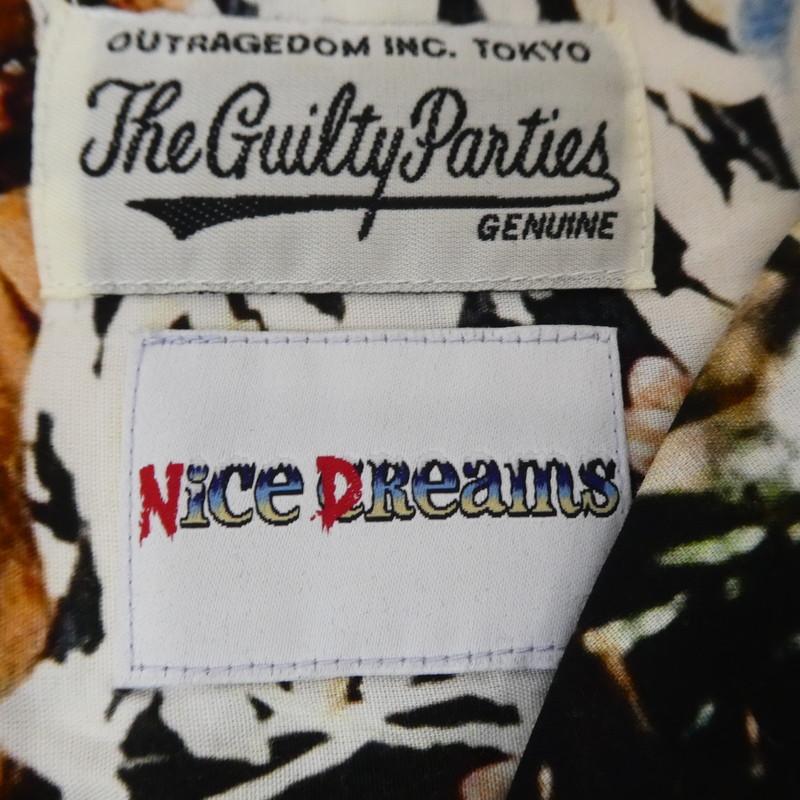 OUTRAGEDOM INC. TOKYO
The Guilty Parties
GENUINE
Nice Dreams